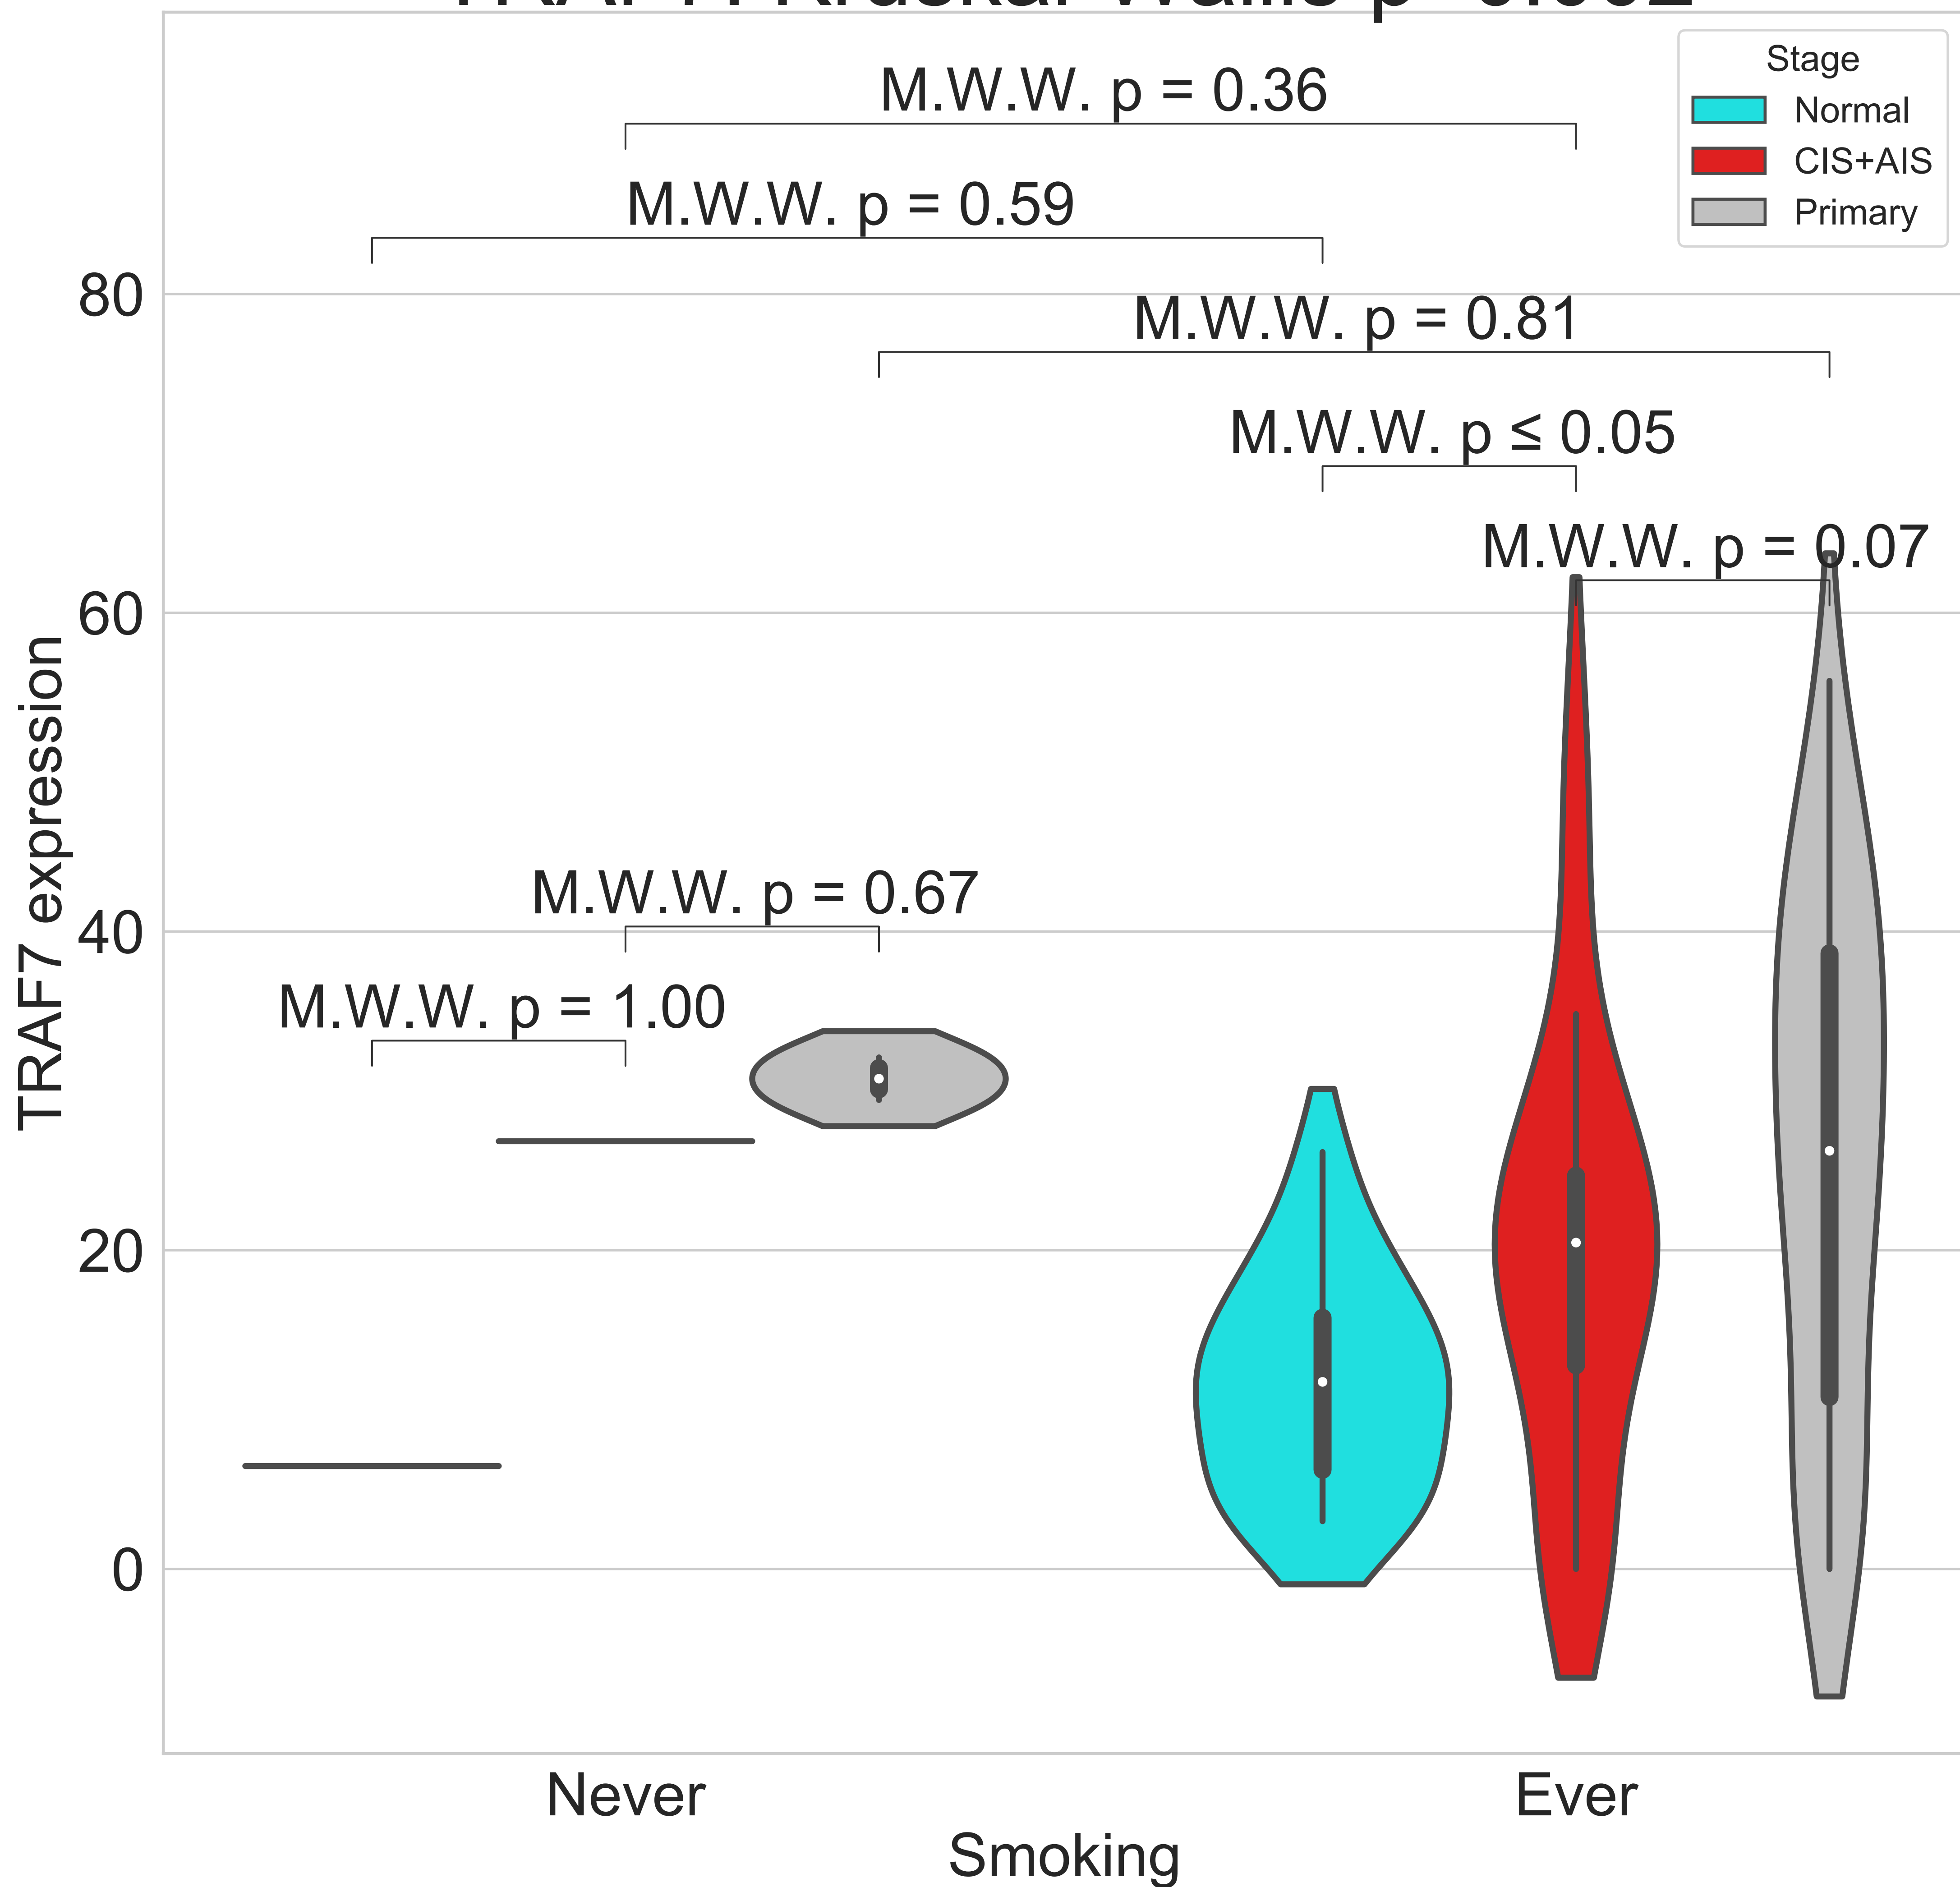 M.W.W. p = 0.36
Stage
Normal
CIS+AIS
Primary
M.W.W. p = 0.59
M.W.W. p = 0.81
M.W.W. p ≤ 0.05
M.W.W. p = 0.07
M.W.W. p = 0.67
M.W.W. p = 1.00
80
60
40
20
0
TRAF7 expression
Never
Ever
Smoking